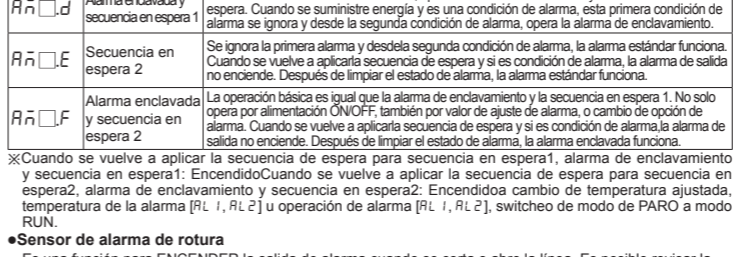 Añ□.d
Alarma enclavada y
secuencia en espera 1
espera. Cuando se suministre energía y es una condición de alarma, esta primera condición de
alarma se ignora y desde la segunda condición de alarma, opera la alarma de enclavamiento.
Añ□.E
Secuencia en
espera 2
Se ignora la primera alarma y desdela segunda condición de alarma, la alarma estándar funciona.
Cuando se vuelve a aplicarla secuencia de espera y si es condición de alarma, la alarma de salida
no enciende. Después de limpiar el estado de alarma, la alarma estándar funciona.
Añ□.F
Alarma enclavada
y secuencia en
espera 2
La operación básica es igual que la alarma de enclavamiento y la secuencia en espera 1. No solo
opera por alimentación ON/OFF, también por valor de ajuste de alarma, o cambio de opción de
alarma. Cuando se vuelve a aplicarla secuencia de espera y si es condición de alarma,la alarma de
salida no enciende. Después de limpiar el estado de alarma, la alarma enclavada funciona.
※Cuando se vuelve a aplicar la secuencia de espera para secuencia en espera1, alarma de enclavamiento
y secuencia en espera1: EncendidoCuando se vuelve a aplicar la secuencia de espera para secuencia en
espera2, alarma de enclavamiento y secuencia en espera2: Encendidoa cambio de temperatura ajustada,
temperatura de la alarma [AL1, AL2] u operación de alarma [AL1, AL2], switcheo de modo de PARO a modo
RUN.
●Sensor de alarma de rotura